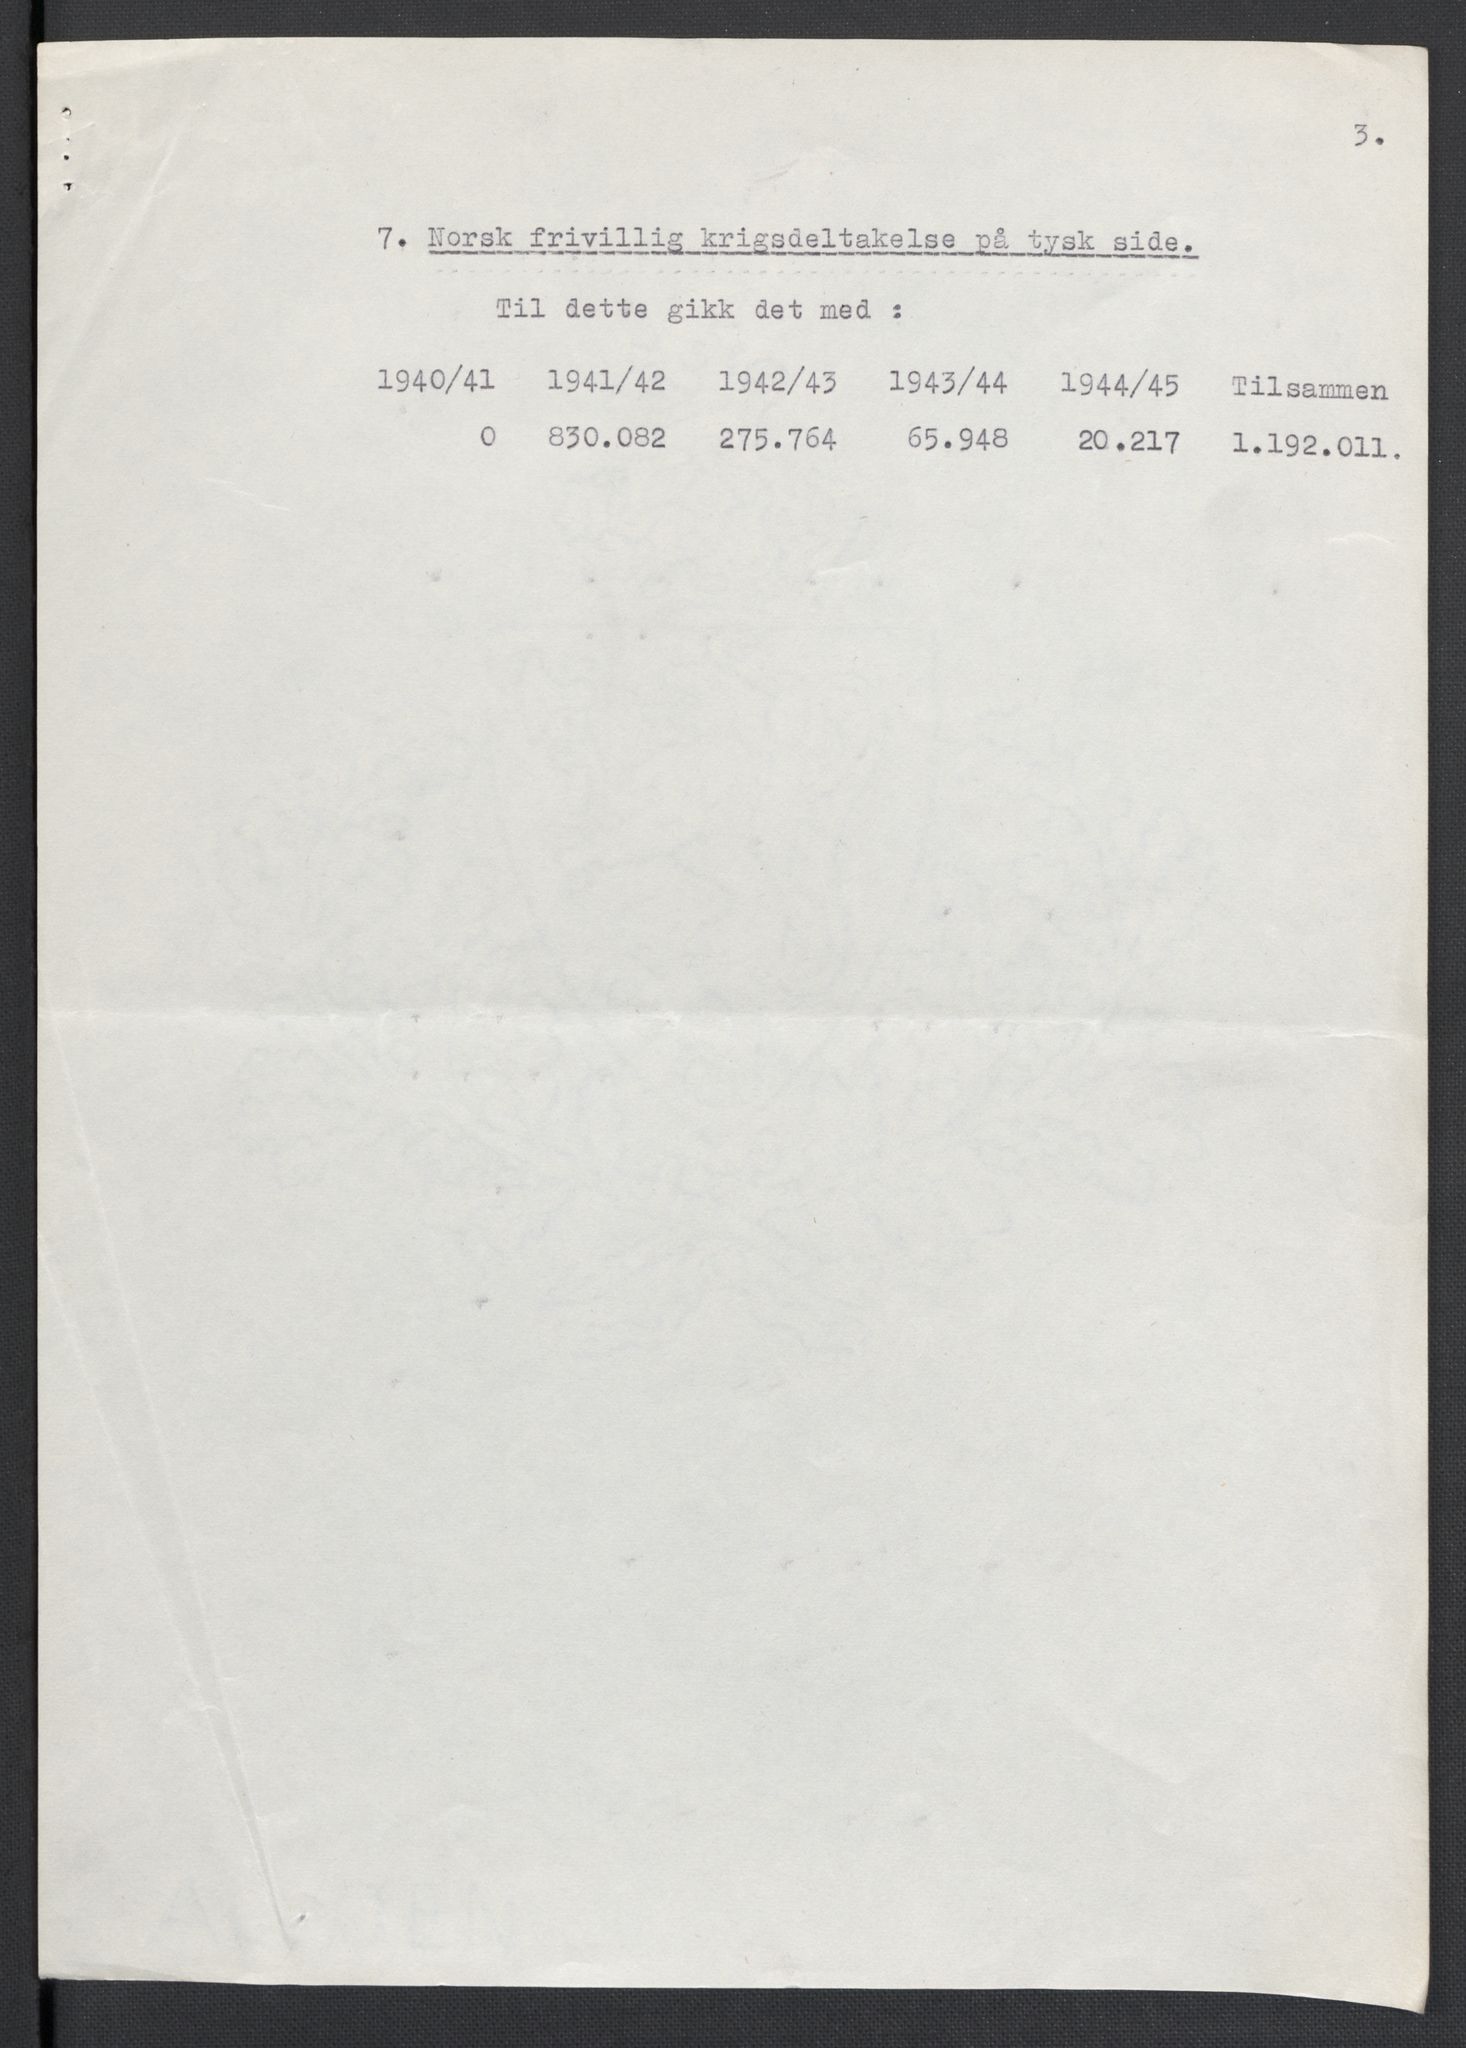 3.
7. Norsk frivillig krigsdeltakelse på tysk side.
Til dette gikk det med :
1940/41 1941/42 1942/43 1943/44 1944/45 Tilsammen
0 830.082 275.764 65.948 20.217 1.192.011.